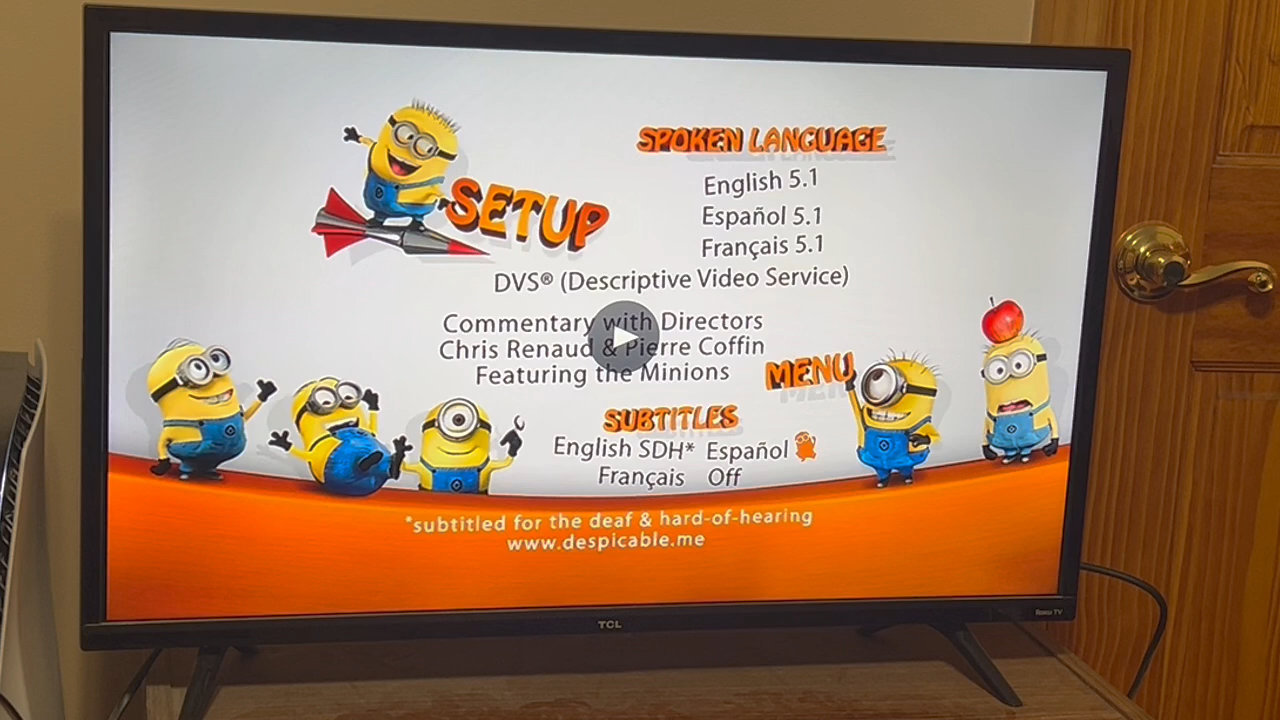 SETUP
SPOKEN LANGUAGE
English 5.1
Español 5.1
Français 5.1
DVS® (Descriptive Video Service)
Commentary with Directors
Chris Renaud & Pierre Coffin
Featuring the Minions
MENU
SUBTITLES
English SDH* Español
Français Off
*subtitled for the deaf & hard-of-hearing
www.despicable.me
TCL
Roku TV